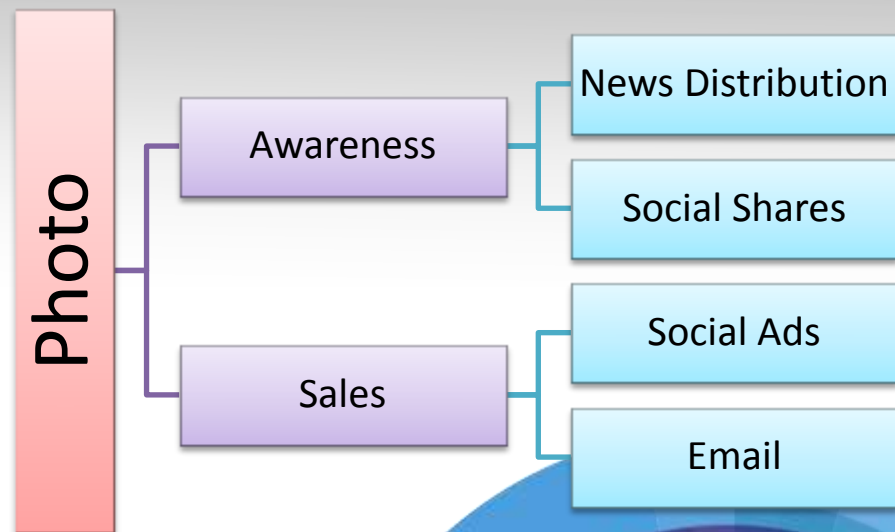 Photo
Awareness
News Distribution
Social Shares
Sales
Social Ads
Email